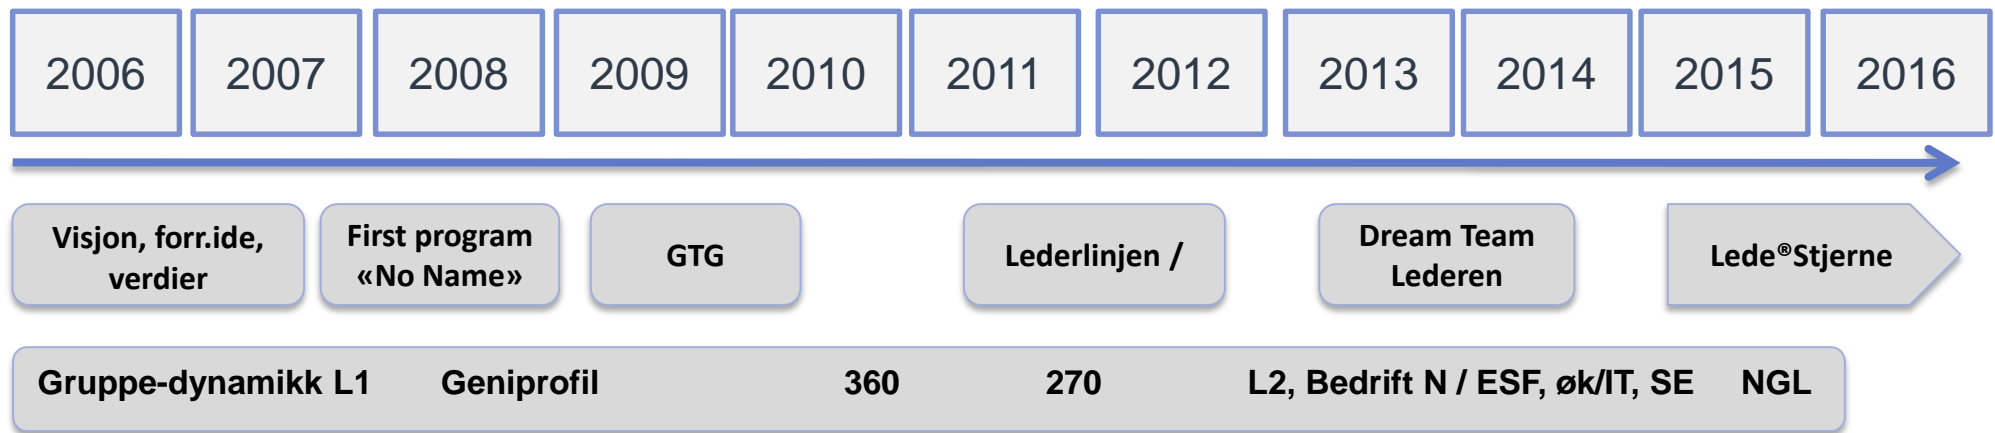 2006 2007 2008 2009 2010 2011 2012 2013 2014 2015 2016
Visjon, forr.ide,
verdier
First program
«No Name»
GTG
Lederlinjen /
Dream Team
Lederen
Lede®Stjerne
Gruppe-dynamikk L1 Geniprofil 360 270 L2, Bedrift N / ESF, øk/IT, SE NGL